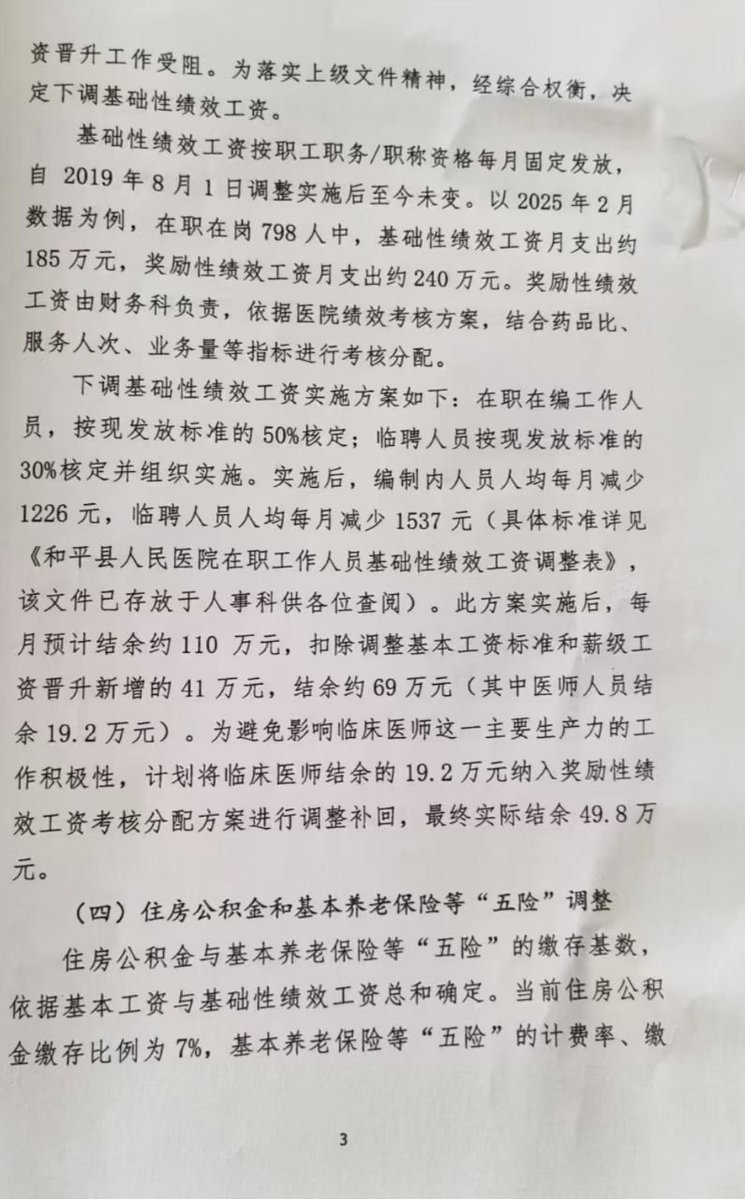 资晋升工作受阻。为落实上级文件精神，经综合权衡，决
定下调基础性绩效工资。
基础性绩效工资按职工职务/职称资格每月固定发放，
自 2019 年 8 月 1 日调整实施后至今未变。以 2025 年 2 月
数据为例，在职在岗 798 人中，基础性绩效工资月支出约
185 万元，奖励性绩效工资月支出约 240 万元。奖励性绩效
工资由财务科负责，依据医院绩效考核方案，结合药品比、
服务人次、业务量等指标进行考核分配。
下调基础性绩效工资实施方案如下：在职在编工作人
员，按现发放标准的 50%核定；临聘人员按现发放标准的
30%核定并组织实施。实施后，编制内人员人均每月减少
1226 元，临聘人员人均每月减少 1537 元（具体标准详见
《和平县人民医院在职工作人员基础性绩效工资调整表》，
该文件已存放于人事科供各位查阅）。此方案实施后，每
月预计结余约 110 万元，扣除调整基本工资标准和薪级工
资晋升新增的 41 万元，结余约 69 万元（其中医师人员结
余 19.2 万元）。为避免影响临床医师这一主要生产力的工
作积极性，计划将临床医师结余的 19.2 万元纳入奖励性绩
效工资考核分配方案进行调整补回，最终实际结余 49.8 万
元。
（四）住房公积金和基本养老保险等“五险”调整
住房公积金与基本养老保险等“五险”的缴存基数，
依据基本工资与基础性绩效工资总和确定。当前住房公积
金缴存比例为 7%，基本养老保险等“五险”的计费率、缴
3